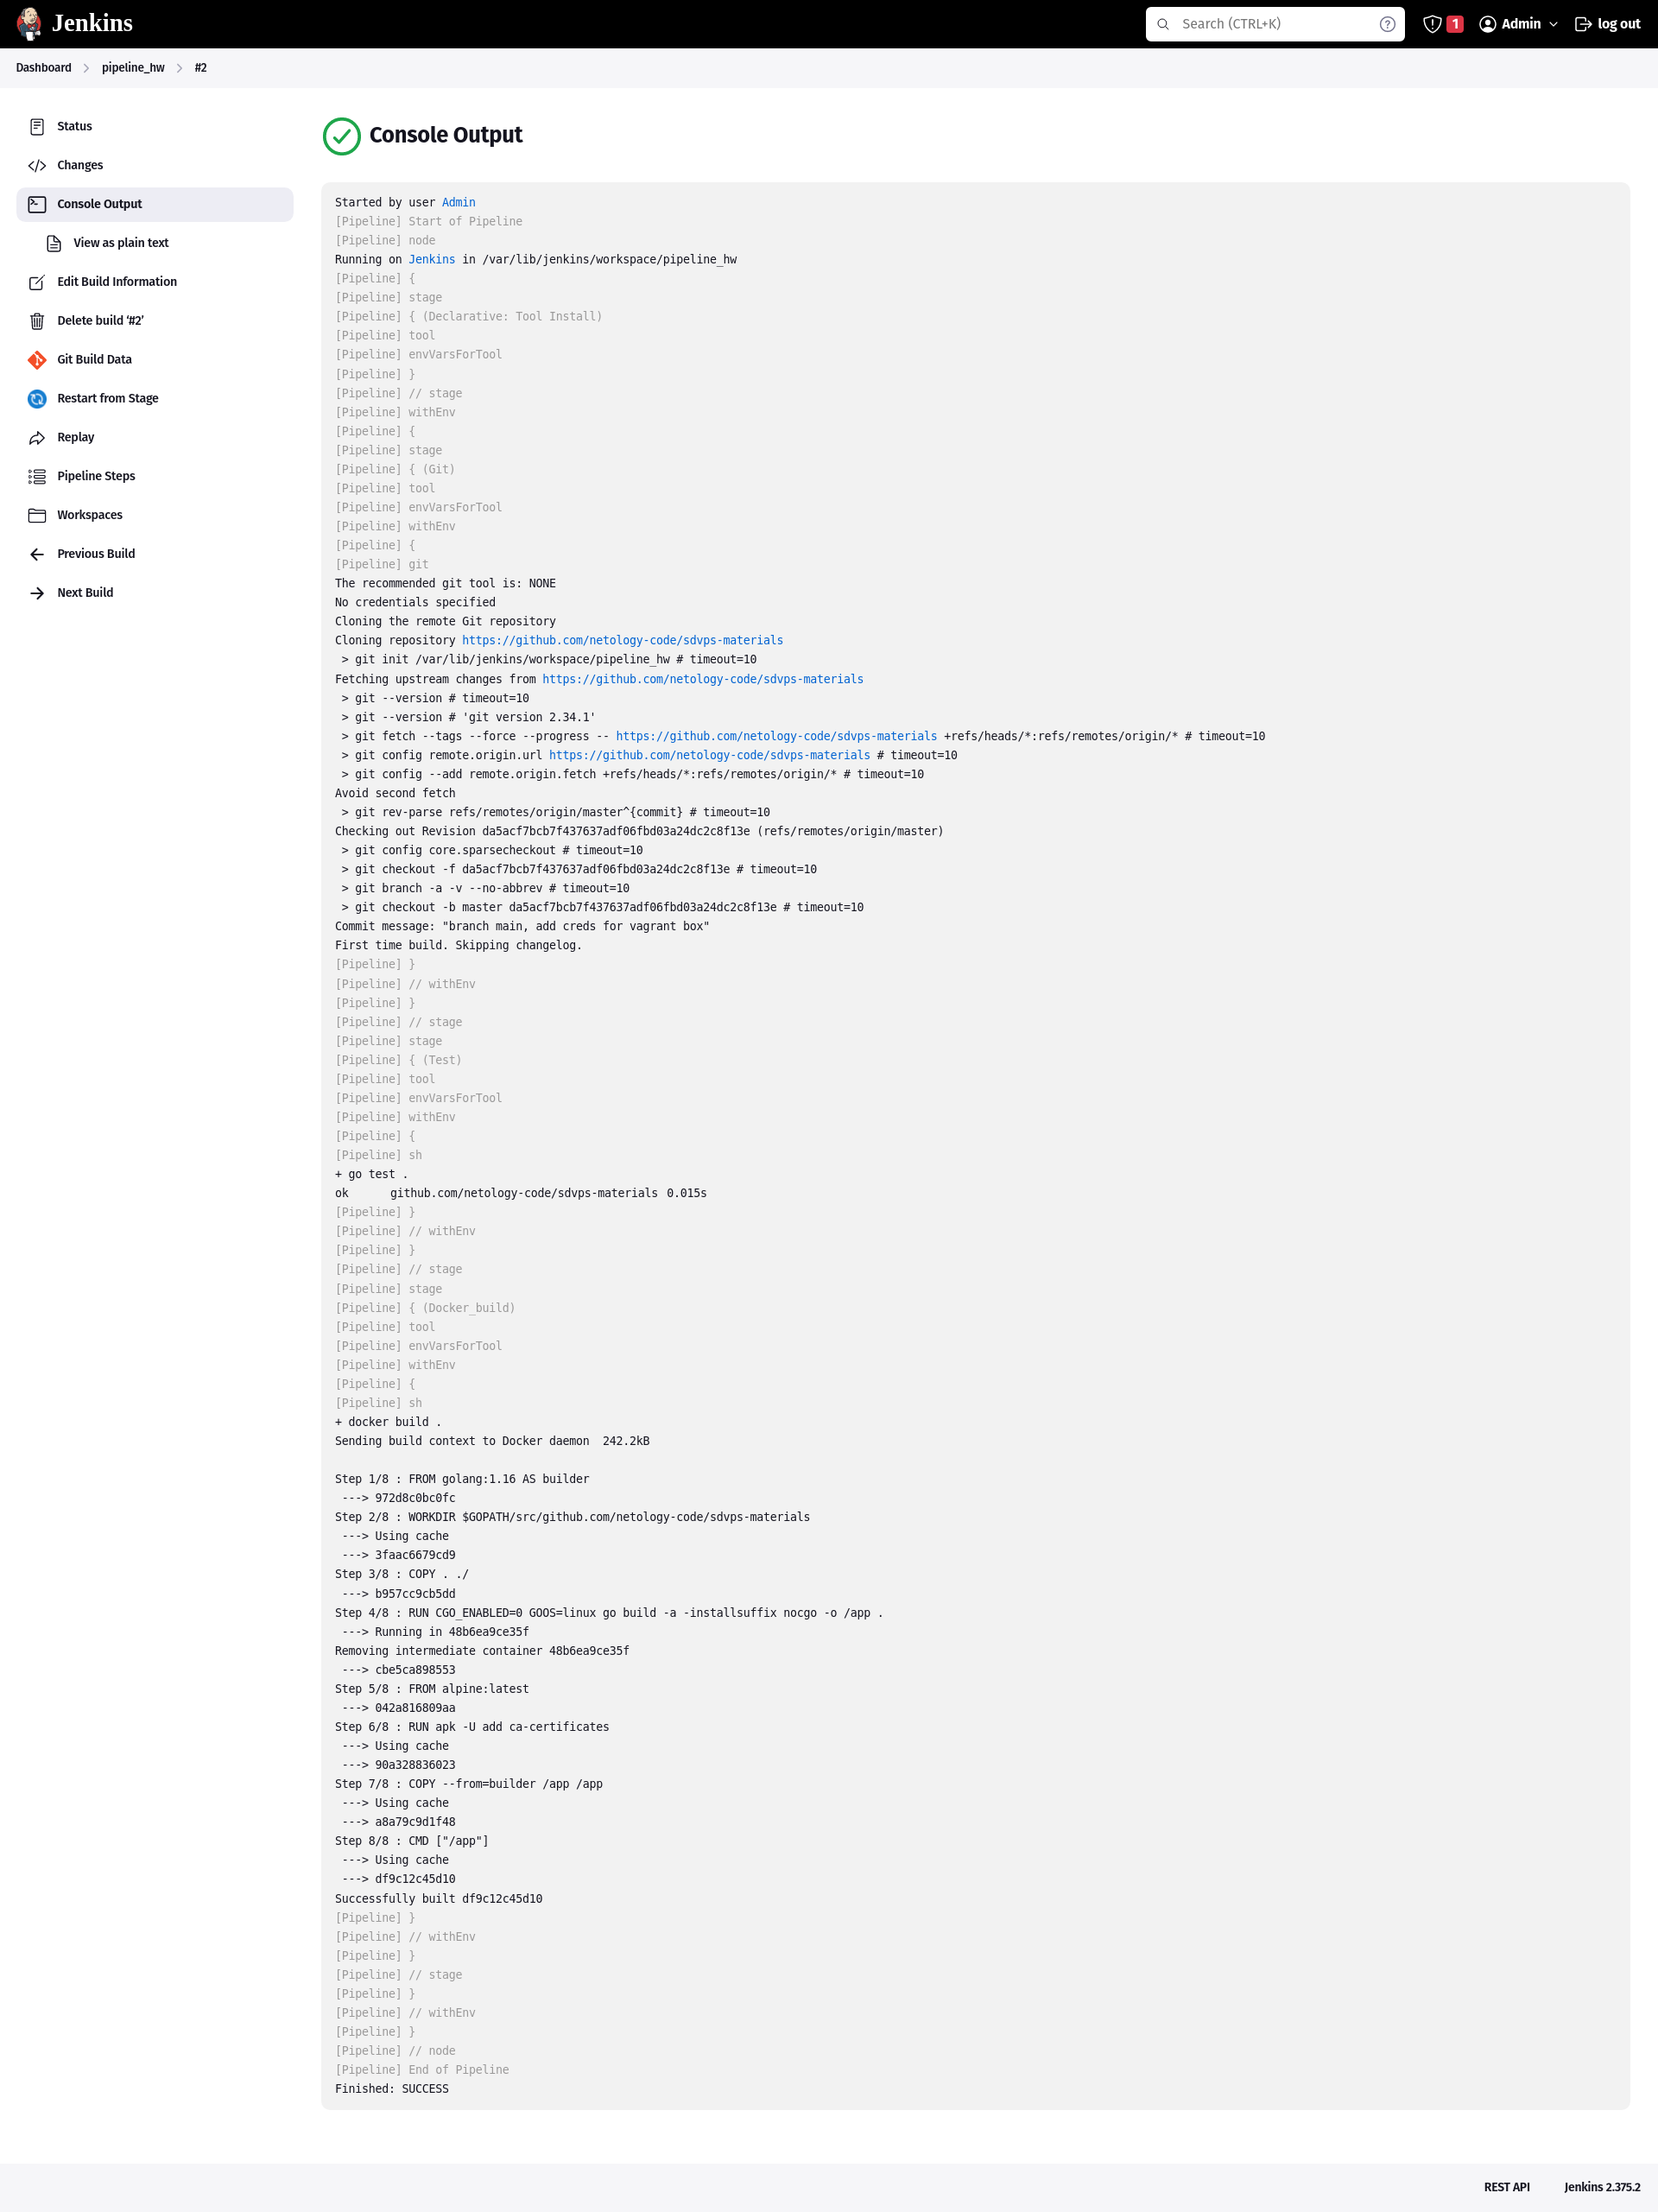 Jenkins
Search (CTRL+K)
1
Admin
log out
Dashboard
pipeline_hw
#2
Status
Changes
Console Output
View as plain text
Edit Build Information
Delete build ‘#2’
Git Build Data
Restart from Stage
Replay
Pipeline Steps
Workspaces
Previous Build
Next Build
Console Output
Started by user Admin
[Pipeline] Start of Pipeline
[Pipeline] node
Running on Jenkins in /var/lib/jenkins/workspace/pipeline_hw
[Pipeline] {
[Pipeline] stage
[Pipeline] { (Declarative: Tool Install)
[Pipeline] tool
[Pipeline] envVarsForTool
[Pipeline] }
[Pipeline] // stage
[Pipeline] withEnv
[Pipeline] {
[Pipeline] stage
[Pipeline] { (Git)
[Pipeline] tool
[Pipeline] envVarsForTool
[Pipeline] withEnv
[Pipeline] {
[Pipeline] git
The recommended git tool is: NONE
No credentials specified
Cloning the remote Git repository
Cloning repository https://github.com/netology-code/sdvps-materials
 > git init /var/lib/jenkins/workspace/pipeline_hw # timeout=10
Fetching upstream changes from https://github.com/netology-code/sdvps-materials
 > git --version # timeout=10
 > git --version # 'git version 2.34.1'
 > git fetch --tags --force --progress -- https://github.com/netology-code/sdvps-materials +refs/heads/*:refs/remotes/origin/* # timeout=10
 > git config remote.origin.url https://github.com/netology-code/sdvps-materials # timeout=10
 > git config --add remote.origin.fetch +refs/heads/*:refs/remotes/origin/* # timeout=10
Avoid second fetch
 > git rev-parse refs/remotes/origin/master^{commit} # timeout=10
Checking out Revision da5acf7bcb7f437637adf06fbd03a24dc2c8f13e (refs/remotes/origin/master)
 > git config core.sparsecheckout # timeout=10
 > git checkout -f da5acf7bcb7f437637adf06fbd03a24dc2c8f13e # timeout=10
 > git branch -a -v --no-abbrev # timeout=10
 > git checkout -b master da5acf7bcb7f437637adf06fbd03a24dc2c8f13e # timeout=10
Commit message: "branch main, add creds for vagrant box"
First time build. Skipping changelog.
[Pipeline] }
[Pipeline] // withEnv
[Pipeline] }
[Pipeline] // stage
[Pipeline] stage
[Pipeline] { (Test)
[Pipeline] tool
[Pipeline] envVarsForTool
[Pipeline] withEnv
[Pipeline] {
[Pipeline] sh
+ go test .
ok github.com/netology-code/sdvps-materials 0.015s
[Pipeline] }
[Pipeline] // withEnv
[Pipeline] }
[Pipeline] // stage
[Pipeline] stage
[Pipeline] { (Docker_build)
[Pipeline] tool
[Pipeline] envVarsForTool
[Pipeline] withEnv
[Pipeline] {
[Pipeline] sh
+ docker build .
Sending build context to Docker daemon  242.2kB
Step 1/8 : FROM golang:1.16 AS builder
 ---> 972d8c0bc0fc
Step 2/8 : WORKDIR $GOPATH/src/github.com/netology-code/sdvps-materials
 ---> Using cache
 ---> 3faac6679cd9
Step 3/8 : COPY . ./
 ---> b957cc9cb5dd
Step 4/8 : RUN CGO_ENABLED=0 GOOS=linux go build -a -installsuffix nocgo -o /app .
 ---> Running in 48b6ea9ce35f
Removing intermediate container 48b6ea9ce35f
 ---> cbe5ca898553
Step 5/8 : FROM alpine:latest
 ---> 042a816809aa
Step 6/8 : RUN apk -U add ca-certificates
 ---> Using cache
 ---> 90a328836023
Step 7/8 : COPY --from=builder /app /app
 ---> Using cache
 ---> a8a79c9d1f48
Step 8/8 : CMD ["/app"]
 ---> Using cache
 ---> df9c12c45d10
Successfully built df9c12c45d10
[Pipeline] }
[Pipeline] // withEnv
[Pipeline] }
[Pipeline] // stage
[Pipeline] }
[Pipeline] // withEnv
[Pipeline] }
[Pipeline] // node
[Pipeline] End of Pipeline
Finished: SUCCESS
REST API
Jenkins 2.375.2